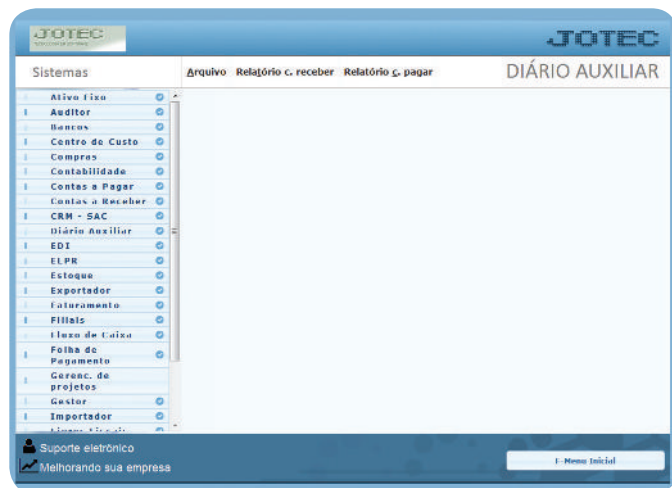 JOTEC
JOTEC
Sistemas
Arquivo Relatório c. receber Relatório c. pagar
DIÁRIO AUXILIAR
Ativo Fixo
Auditor
Bancos
Centro de Custo
Compras
Contabilidade
Contas a Pagar
Contas a Receber
CRM - SAC
Diário Auxiliar
EDI
ELPR
Estoque
Exportador
Faturamento
Filiais
Fluxo de Caixa
Folha de
Pagamento
Gerenc. de
projetos
Gestor
Importador
Suporte eletrônico
Melhorando sua empresa
-Menu Inicial